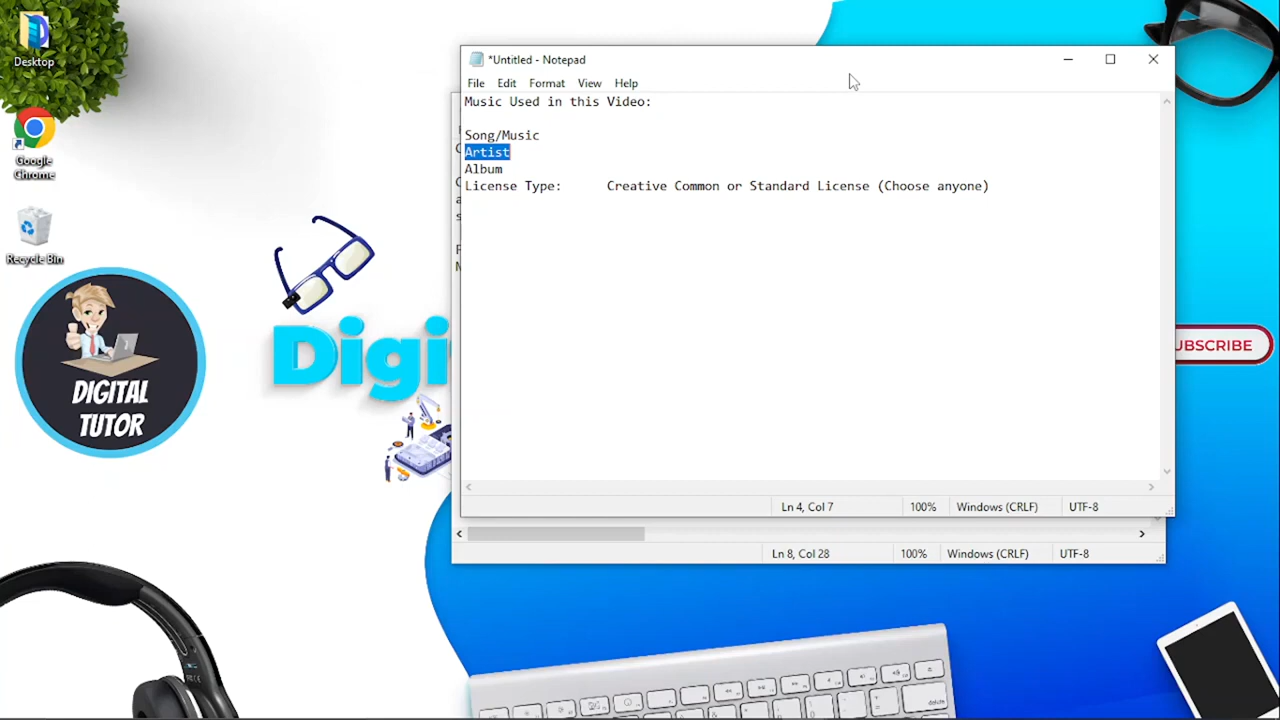 Desktop
Google
Chrome
Recycle Bin
DIGITAL
TUTOR
Digi
*Untitled - Notepad
File Edit Format View Help
Music Used in this Video:
Song/Music
Artist
Album
License Type: Creative Common or Standard License (Choose anyone)
Ln 4, Col 7 100% Windows (CRLF) UTF-8
Ln 8, Col 28 100% Windows (CRLF) UTF-8
UBSCRIBE
delete